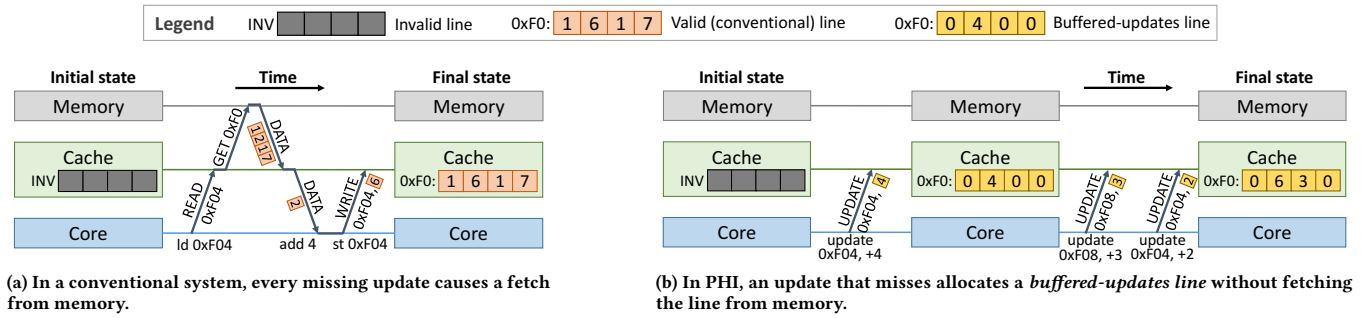 Legend
INV Invalid line
0xF0: 1 6 1 7 Valid (conventional) line
0xF0: 0 4 0 0 Buffered-updates line
Initial state
Time
Final state
Memory
Memory
GET 0xF0
DATA
1 2 1 7
Cache
INV
READ
0xF04
DATA
2
WRITE
0xF04, 6
Cache
0xF0: 1 6 1 7
Core
ld 0xF04
add 4
st 0xF04
Core
(a) In a conventional system, every missing update causes a fetch
from memory.
Initial state
Time
Final state
Memory
Memory
Memory
Cache
INV
UPDATE
0xF04, 4
Cache
0xF0: 0 4 0 0
UPDATE
0xF08, 3
UPDATE
0xF04, 2
Cache
0xF0: 0 6 3 0
Core
update
0xF04, +4
Core
update
0xF08, +3
update
0xF04, +2
Core
(b) In PHI, an update that misses allocates a buffered-updates line without fetching
the line from memory.